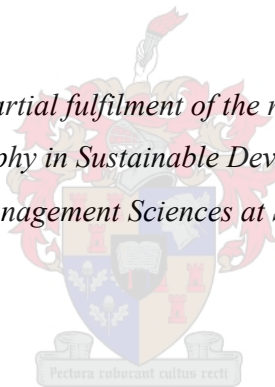 artial fulfilment of the r
phy in Sustainable Dev
nagement Sciences at
Pectora roborant cultus recti